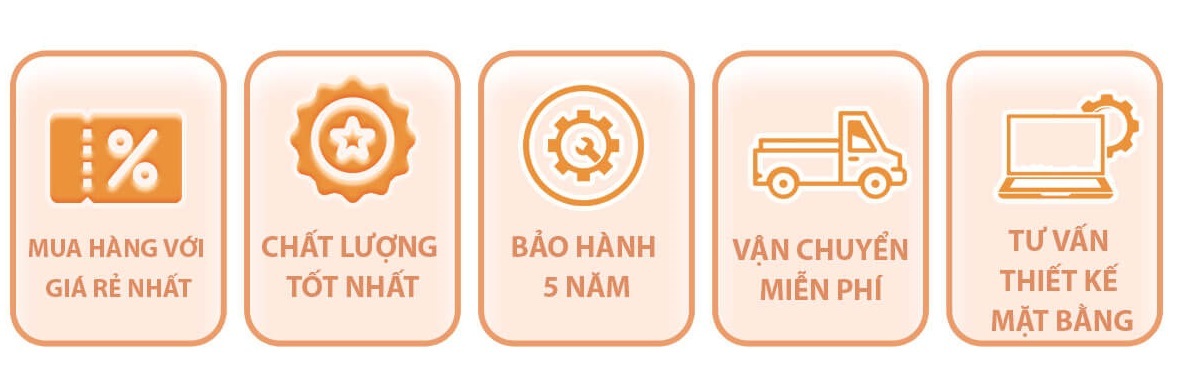 MUA HÀNG VỚI
GIÁ RẺ NHẤT
CHẤT LƯỢNG
TỐT NHẤT
BẢO HÀNH
5 NĂM
VẬN CHUYỂN
MIỄN PHÍ
TƯ VẤN
THIẾT KẾ
MẶT BẰNG